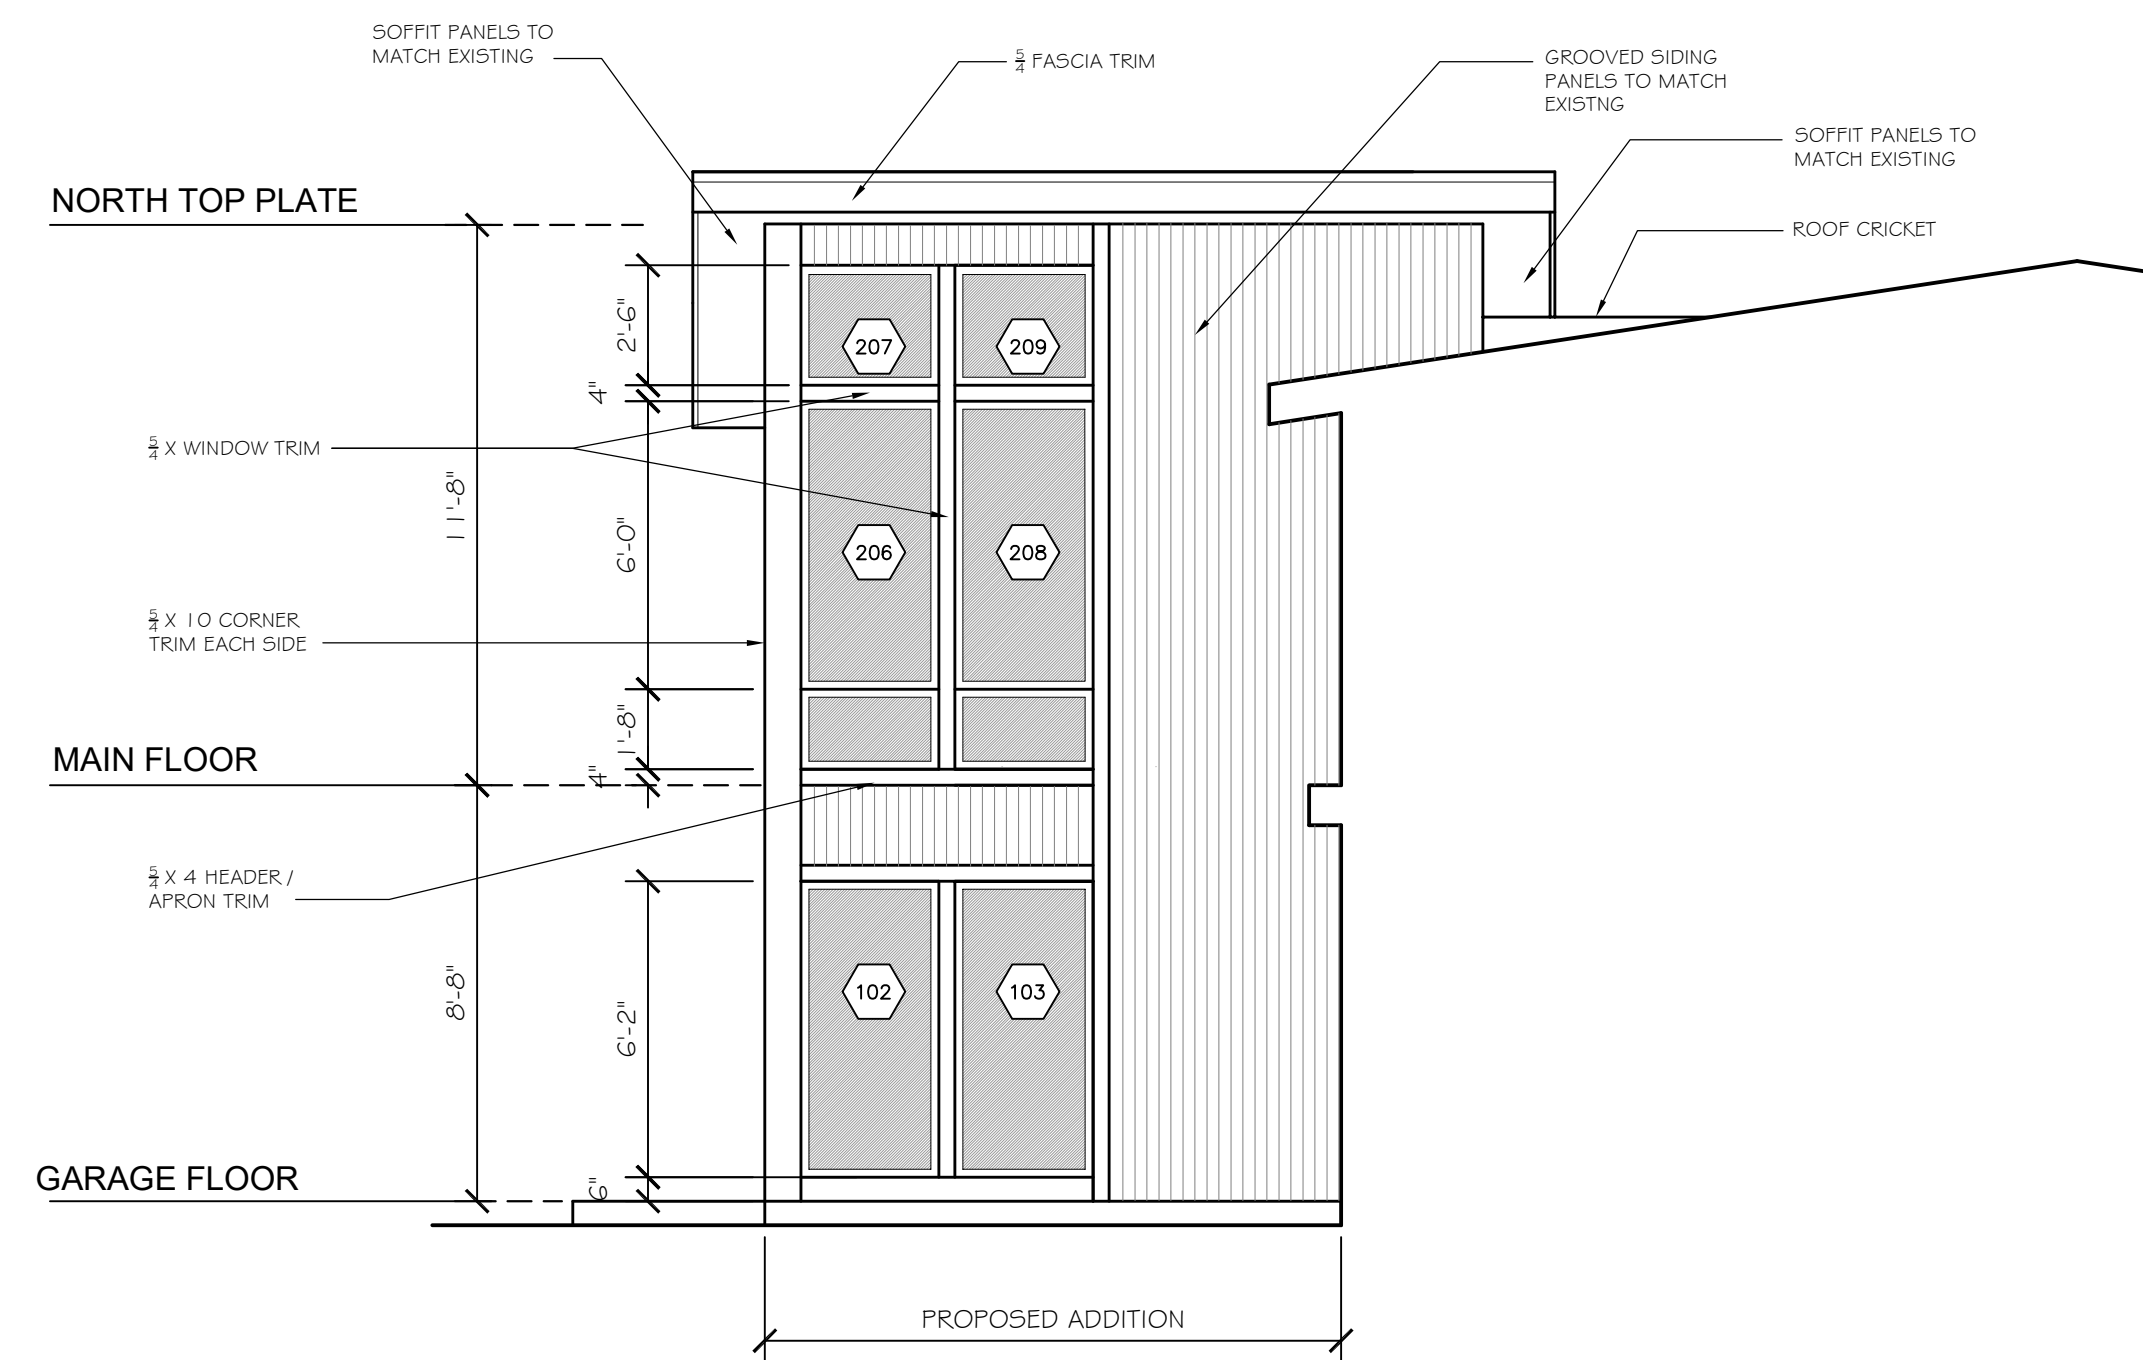 SOFFIT PANELS TO
MATCH EXISTING
5/4 FASCIA TRIM
GROOVED SIDING
PANELS TO MATCH
EXISTNG
SOFFIT PANELS TO
MATCH EXISTING
ROOF CRICKET
NORTH TOP PLATE
2'-6"
207
209
4"
5/4 X WINDOW TRIM
11'-8"
6'-0"
206
208
5/4 X 10 CORNER
TRIM EACH SIDE
1'-8"
MAIN FLOOR
4"
5/4 X 4 HEADER /
APRON TRIM
8'-8"
6'-2"
102
103
GARAGE FLOOR
6"
PROPOSED ADDITION